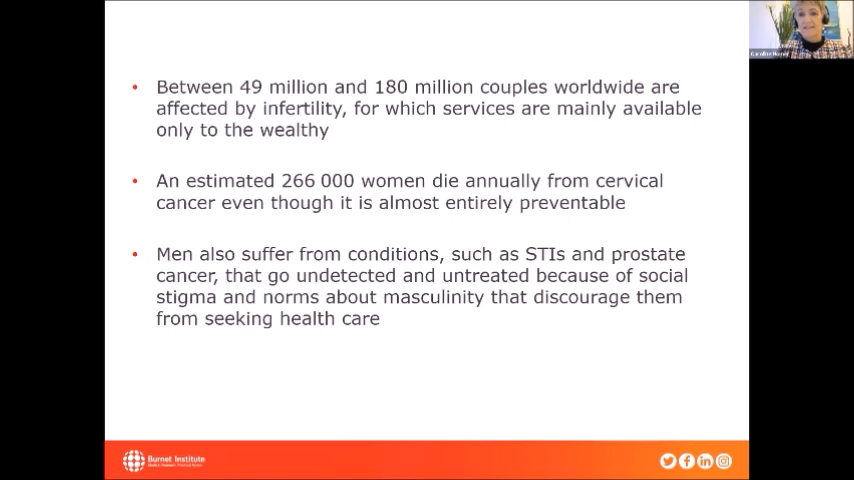 Between 49 million and 180 million couples worldwide are
affected by infertility, for which services are mainly available
only to the wealthy
An estimated 266 000 women die annually from cervical
cancer even though it is almost entirely preventable
Men also suffer from conditions, such as STIs and prostate
cancer, that go undetected and untreated because of social
stigma and norms about masculinity that discourage them
from seeking health care
Burnet Institute